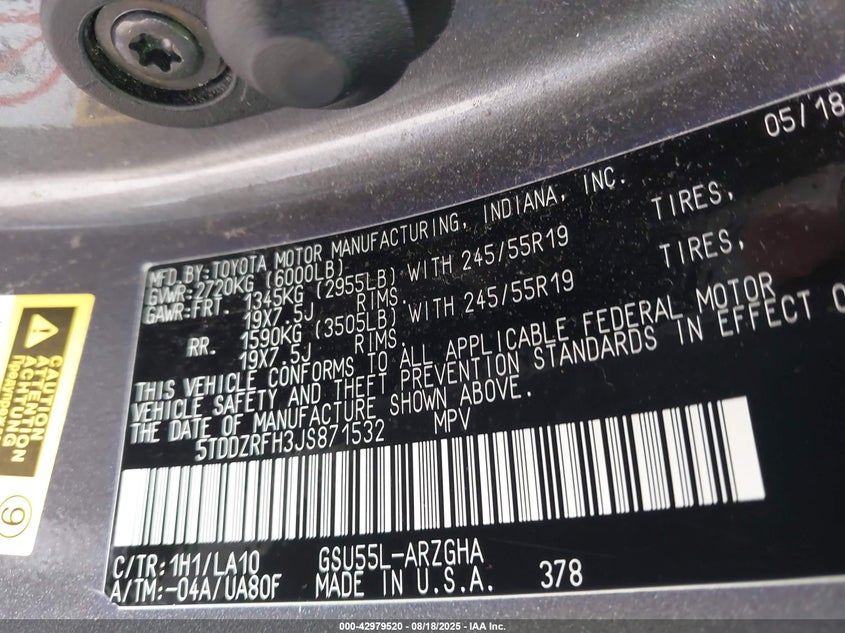 05/18
MFD.BY:TOYOTA MOTOR MANUFACTURING, INDIANA, INC.
GVWR:2720KG (6000LB)
GAWR:FRT. 1345KG (2955LB) WITH 245/55R19 TIRES,
19X7.5J RIMS.
RR. 1590KG (3505LB) WITH 245/55R19 TIRES,
19X7.5J RIMS.
THIS VEHICLE CONFORMS TO ALL APPLICABLE FEDERAL MOTOR
VEHICLE SAFETY AND THEFT PREVENTION STANDARDS IN EFFECT O
THE DATE OF MANUFACTURE SHOWN ABOVE.
5TDDZRFH3JS871532 MPV
C/TR:1H1/LA10 GSU55L-ARZGHA
A/TM:-04A/UA80F MADE IN U.S.A. 378
CAUTION
ATTENTION
ACHTUNG
9
000-42979520 - 08/18/2025 - IAA Inc.